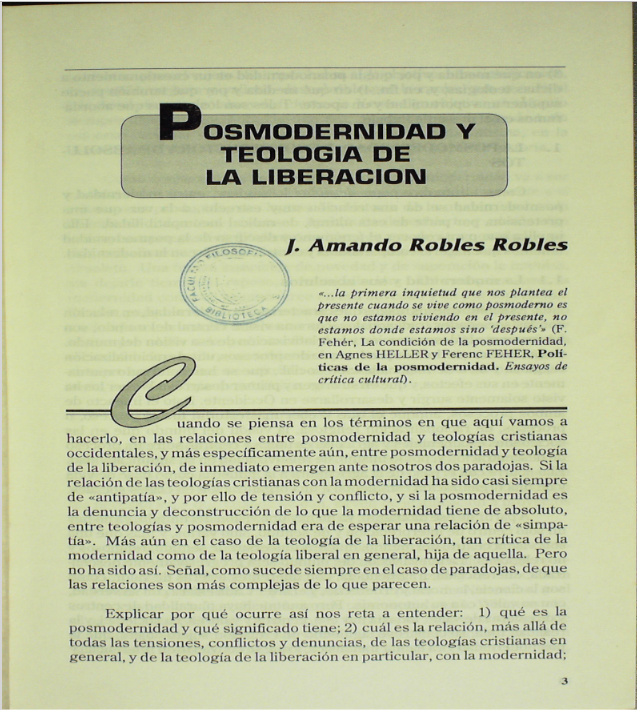 POSMODERNIDAD Y
TEOLOGIA DE
LA LIBERACION
J. Amando Robles Robles
FACULTAD FILOSOFIA
BIBLIOTECA
«...la primera inquietud que nos plantea el
presente cuando se vive como posmoderno es
que no estamos viviendo en el presente, no
estamos donde estamos sino 'después'» (F.
Fehér, La condición de la posmodernidad,
en Agnes HELLER y Ferenc FEHER, Polí-
ticas de la posmodernidad. Ensayos de
crítica cultural).
Cuando se piensa en los términos en que aquí vamos a
hacerlo, en las relaciones entre posmodernidad y teologías cristianas
occidentales, y más específicamente aún, entre posmodernidad y teología
de la liberación, de inmediato emergen ante nosotros dos paradojas. Si la
relación de las teologías cristianas con la modernidad ha sido casi siempre
de «antipatía», y por ello de tensión y conflicto, y si la posmodernidad es
la denuncia y deconstrucción de lo que la modernidad tiene de absoluto,
entre teologías y posmodernidad era de esperar una relación de «simpa-
tía». Más aún en el caso de la teología de la liberación, tan crítica de la
modernidad como de la teología liberal en general, hija de aquella. Pero
no ha sido así. Señal, como sucede siempre en el caso de paradojas, de que
las relaciones son más complejas de lo que parecen.
Explicar por qué ocurre así nos reta a entender: 1) qué es la
posmodernidad y qué significado tiene; 2) cuál es la relación, más allá de
todas las tensiones, conflictos y denuncias, de las teologías cristianas en
general, y de la teología de la liberación en particular, con la modernidad;
3